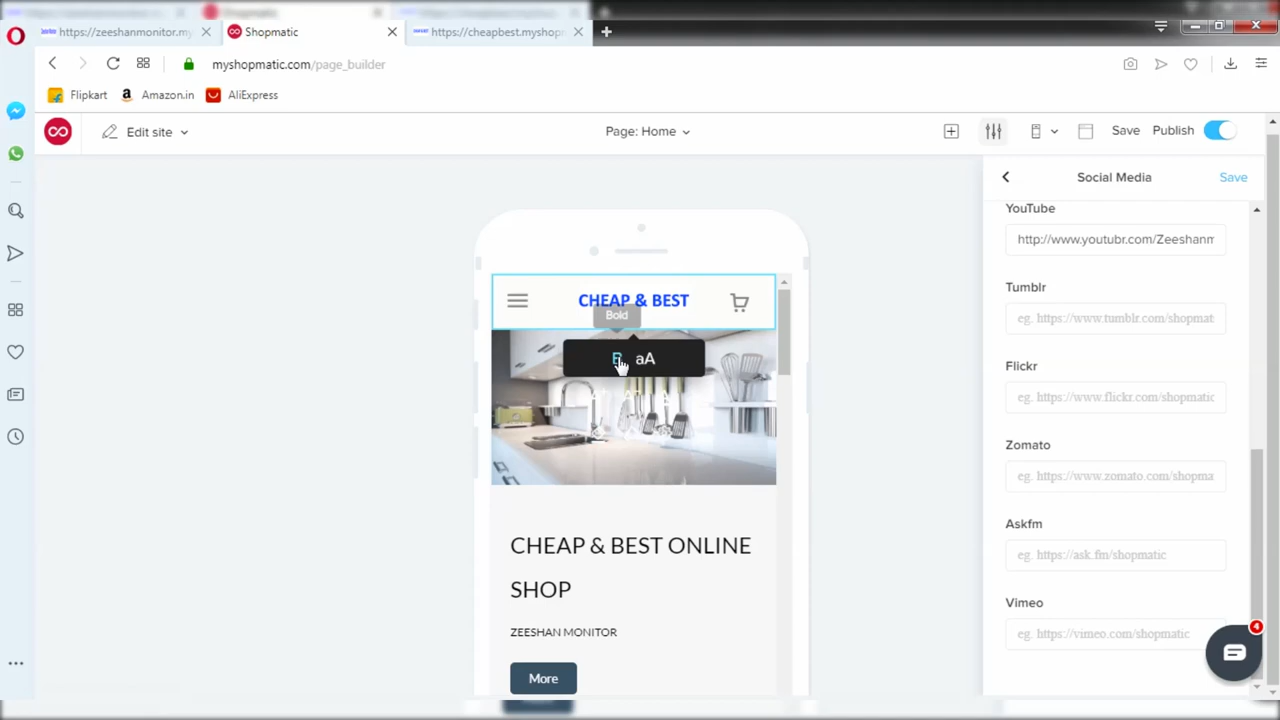 https://zeeshanmonitor.my
Shopmatic
https://cheapbest.myshopm
myshopmatic.com/page_builder
Flipkart
Amazon.in
AliExpress
Edit site
Page: Home
Save
Publish
Social Media
Save
YouTube
http://www.youtubr.com/Zeeshanm
Tumblr
eg. https://www.tumblr.com/shopmat
Flickr
eg. https://www.flickr.com/shopmatic
Zomato
eg. https://www.zomato.com/shopma
Askfm
eg. https://ask.fm/shopmatic
Vimeo
eg. https://vimeo.com/shopmatic
4
CHEAP & BEST
Bold
B aA
CHEAP & BEST ONLINE
SHOP
ZEESHAN MONITOR
More